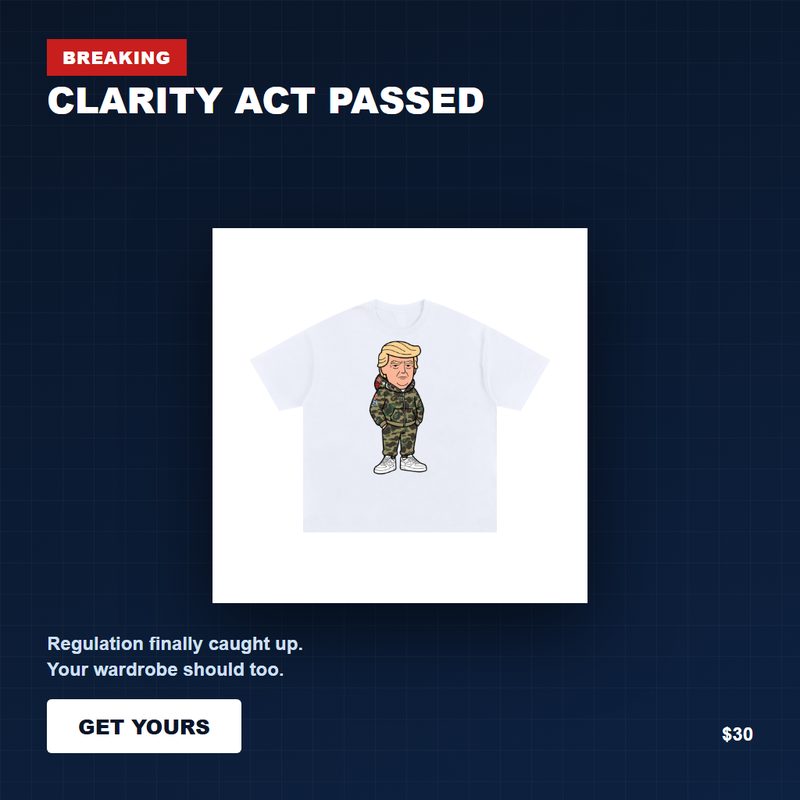 BREAKING
CLARITY ACT PASSED
Regulation finally caught up.
Your wardrobe should too.
GET YOURS
$30